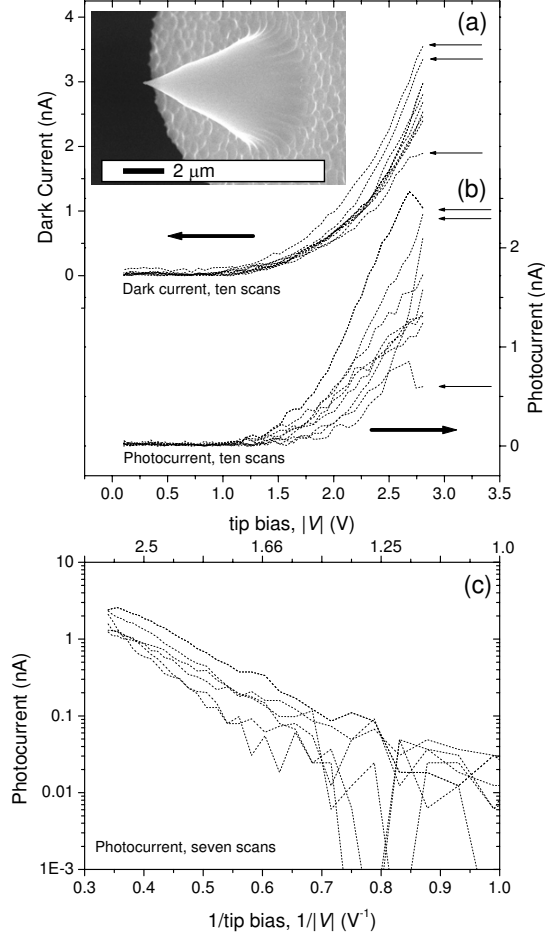 (a)
4
3
2
1
0
Dark Current (nA)
2 μm
(b)
2
1
0
Photocurrent (nA)
Dark current, ten scans
Photocurrent, ten scans
0.0 0.5 1.0 1.5 2.0 2.5 3.0 3.5
tip bias, |V| (V)
2.5 1.66 1.25 1.0
(c)
10
1
0.1
0.01
1E-3
Photocurrent (nA)
Photocurrent, seven scans
0.3 0.4 0.5 0.6 0.7 0.8 0.9 1.0
1/tip bias, 1/|V| (V⁻¹)